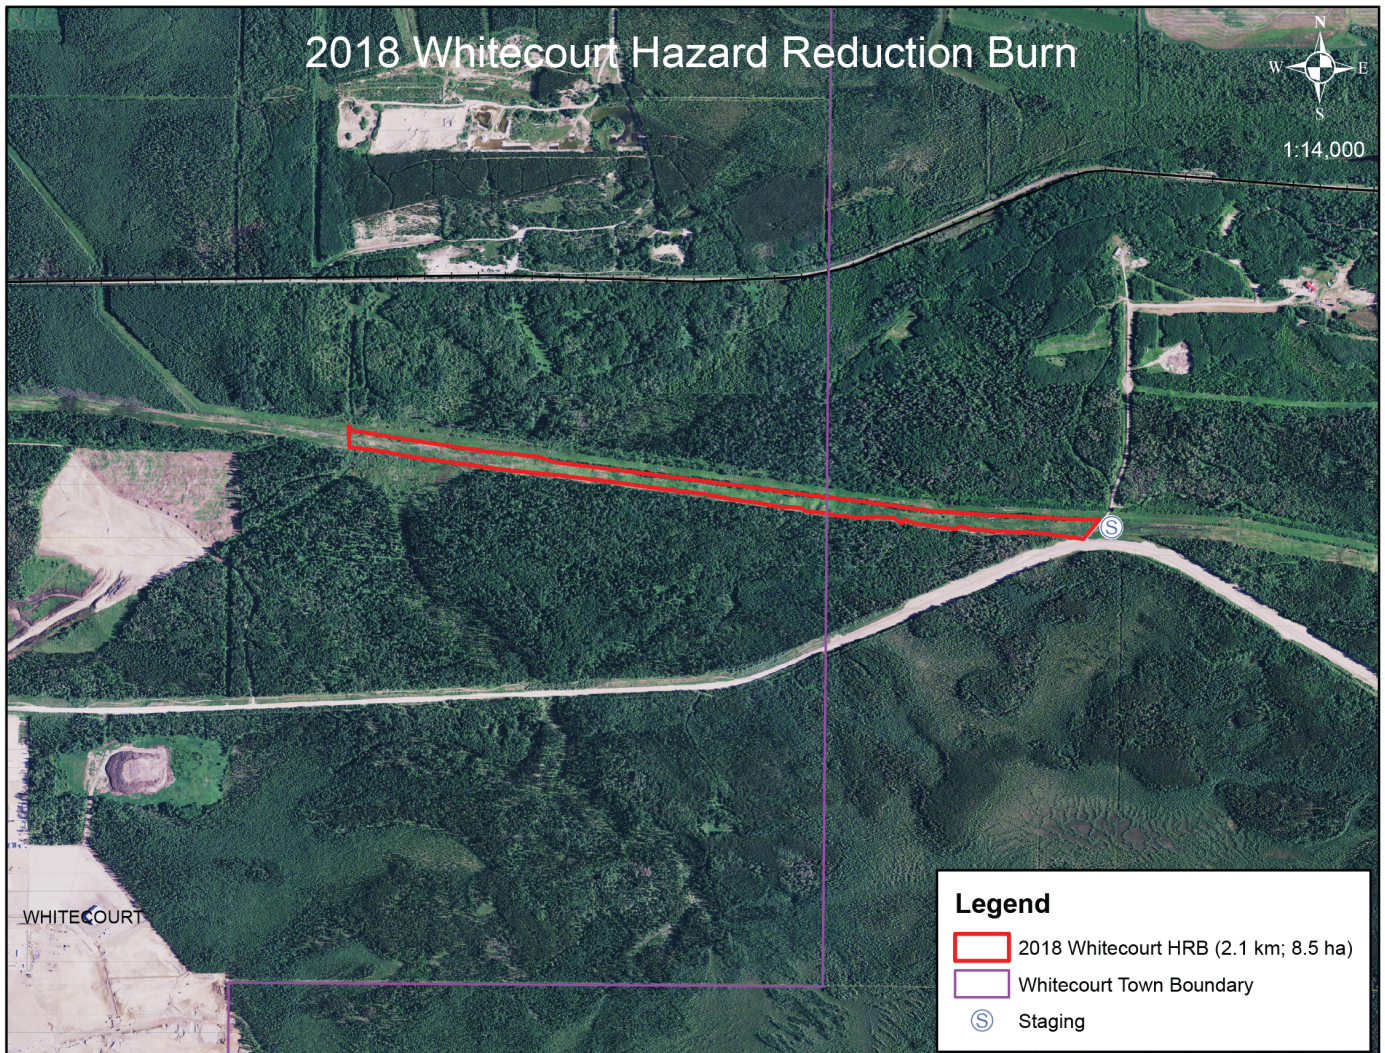 2018 Whitecourt Hazard Reduction Burn
N
W E
S
1:14,000
S
WHITECOURT
Legend
2018 Whitecourt HRB (2.1 km; 8.5 ha)
Whitecourt Town Boundary
S Staging